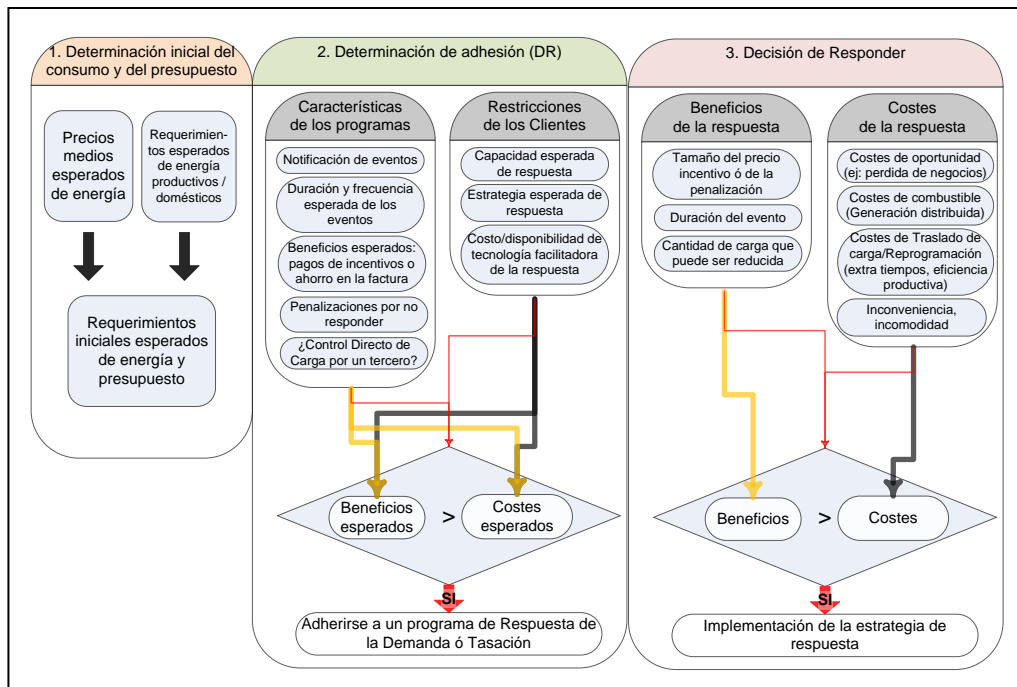 1. Determinación inicial del
consumo y del presupuesto
Precios
medios
esperados
de energía
Requerimien-
tos esperados
de energía
productivos /
domésticos
Requerimientos
iniciales esperados
de energía y
presupuesto
2. Determinación de adhesión (DR)
Características
de los programas
Notificación de eventos
Duración y frecuencia
esperada de los
eventos
Beneficios esperados:
pagos de incentivos o
ahorro en la factura
Penalizaciones por no
responder
¿Control Directo de
Carga por un tercero?
Restricciones
de los Clientes
Capacidad esperada
de respuesta
Estrategia esperada de
respuesta
Costo/disponibilidad de
tecnología facilitadora
de la respuesta
Beneficios
esperados
>
Costes
esperados
SI
Adherirse a un programa de Respuesta de
la Demanda ó Tasación
3. Decisión de Responder
Beneficios
de la respuesta
Tamaño del precio
incentivo ó de la
penalización
Duración del evento
Cantidad de carga que
puede ser reducida
Costes
de la respuesta
Costes de oportunidad
(ej: perdida de negocios)
Costes de combustible
(Generación distribuida)
Costes de Traslado de
carga/Reprogramación
(extra tiempos, eficiencia
productiva)
Inconveniencia,
incomodidad
Beneficios
>
Costes
SI
Implementación de la estrategia de
respuesta